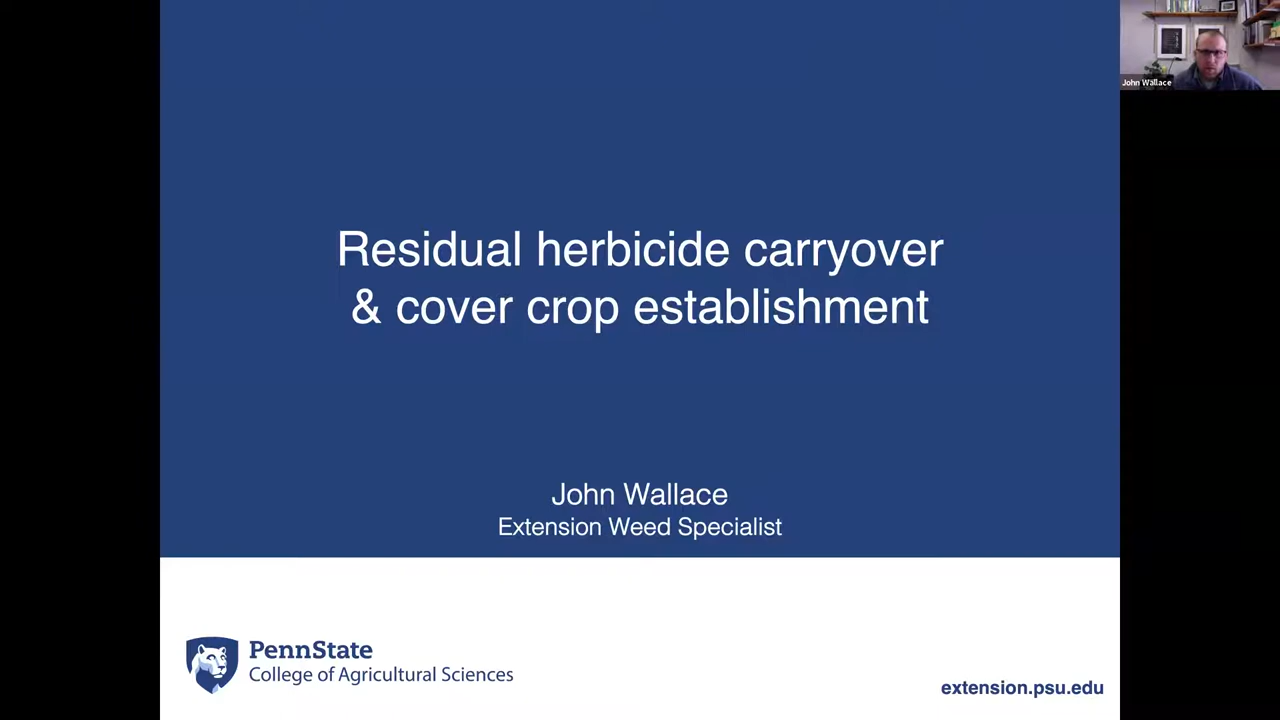 John Wallace
Residual herbicide carryover
& cover crop establishment
John Wallace
Extension Weed Specialist
PennState
College of Agricultural Sciences
extension.psu.edu